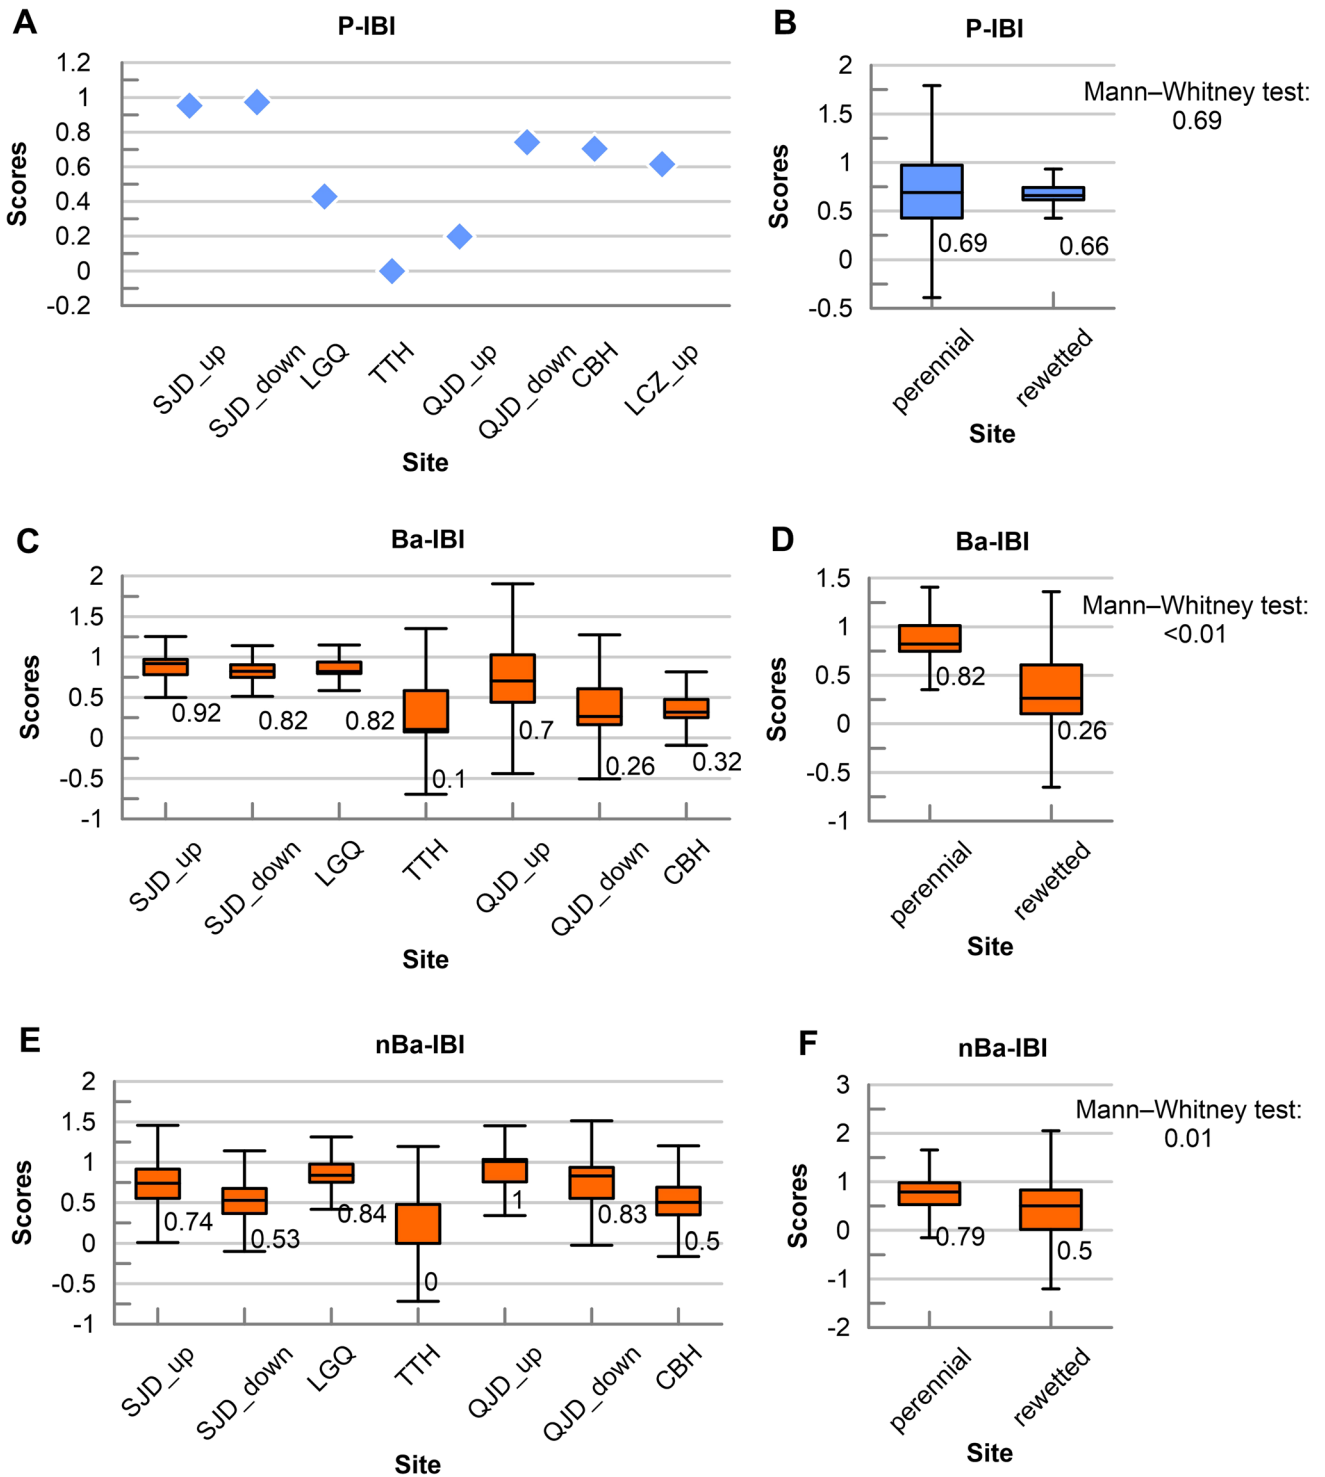 A
P-IBI
1.2
1
0.8
0.6
0.4
0.2
0
-0.2
Scores
SJD_up
SJD_down
LGQ
TTH
QJD_up
QJD_down
CBH
LCZ_up
Site
B
P-IBI
2
1.5
1
0.5
0
-0.5
Scores
0.69
0.66
Mann–Whitney test:
0.69
perennial
rewetted
Site
C
Ba-IBI
2
1.5
1
0.5
0
-0.5
-1
Scores
0.92
0.82
0.82
0.1
0.7
0.26
0.32
SJD_up
SJD_down
LGQ
TTH
QJD_up
QJD_down
CBH
Site
D
Ba-IBI
1.5
1
0.5
0
-0.5
-1
Scores
0.82
0.26
Mann–Whitney test:
<0.01
perennial
rewetted
Site
E
nBa-IBI
2
1.5
1
0.5
0
-0.5
-1
Scores
0.74
0.53
0.84
0
1
0.83
0.5
SJD_up
SJD_down
LGQ
TTH
QJD_up
QJD_down
CBH
Site
F
nBa-IBI
3
2
1
0
-1
-2
Scores
0.79
0.5
Mann–Whitney test:
0.01
perennial
rewetted
Site